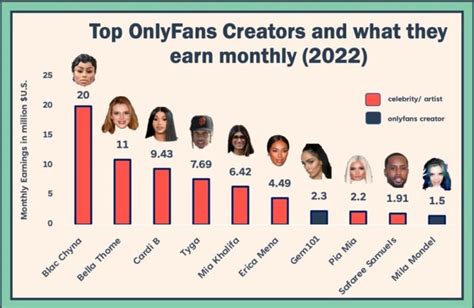 Top OnlyFans Creators and what they
earn monthly (2022)
Monthly Earnings in million $U.S.
25
20
15
10
5
0
celebrity/ artist
onlyfans creator
20
11
9.43
7.69
6.42
4.49
2.3
2.2
1.91
1.5
Blac Chyna
Bella Thorne
Cardi B
Tyga
Mia Khalifa
Erica Mena
Gem101
Pia Mia
Safaree Samuels
Mila Mondel